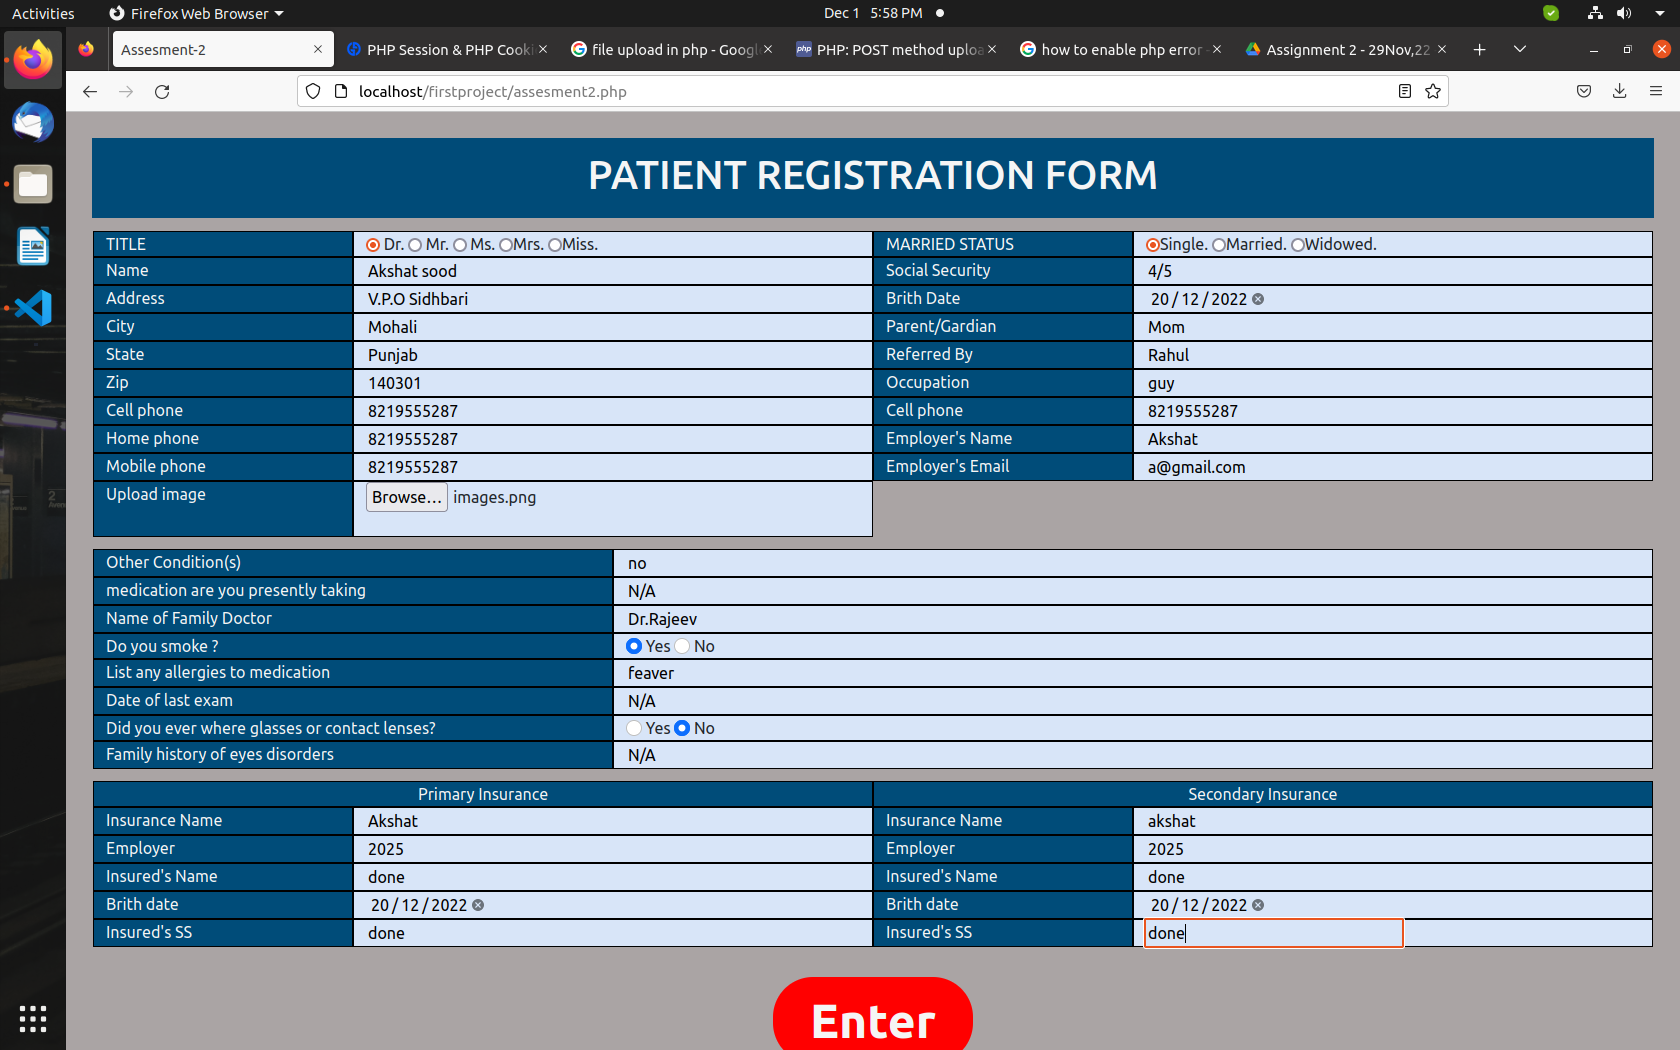 Activities Firefox Web Browser Dec 1 5:58 PM
Assesment-2 PHP Session & PHP Cooki file upload in php - Googl php PHP: POST method uploa how to enable php error - Assignment 2 - 29Nov,22
localhost/firstproject/assesment2.php
PATIENT REGISTRATION FORM
TITLE Dr. Mr. Ms. Mrs. Miss. MARRIED STATUS Single. Married. Widowed.
Name Akshat sood Social Security 4/5
Address V.P.O Sidhbari Brith Date 20/12/2022
City Mohali Parent/Gardian Mom
State Punjab Referred By Rahul
Zip 140301 Occupation guy
Cell phone 8219555287 Cell phone 8219555287
Home phone 8219555287 Employer's Name Akshat
Mobile phone 8219555287 Employer's Email a@gmail.com
Upload image Browse... images.png
Other Condition(s) no
medication are you presently taking N/A
Name of Family Doctor Dr.Rajeev
Do you smoke ? Yes No
List any allergies to medication feaver
Date of last exam N/A
Did you ever where glasses or contact lenses? Yes No
Family history of eyes disorders N/A
Primary Insurance Secondary Insurance
Insurance Name Akshat Insurance Name akshat
Employer 2025 Employer 2025
Insured's Name done Insured's Name done
Brith date 20/12/2022 Brith date 20/12/2022
Insured's SS done Insured's SS done
Enter